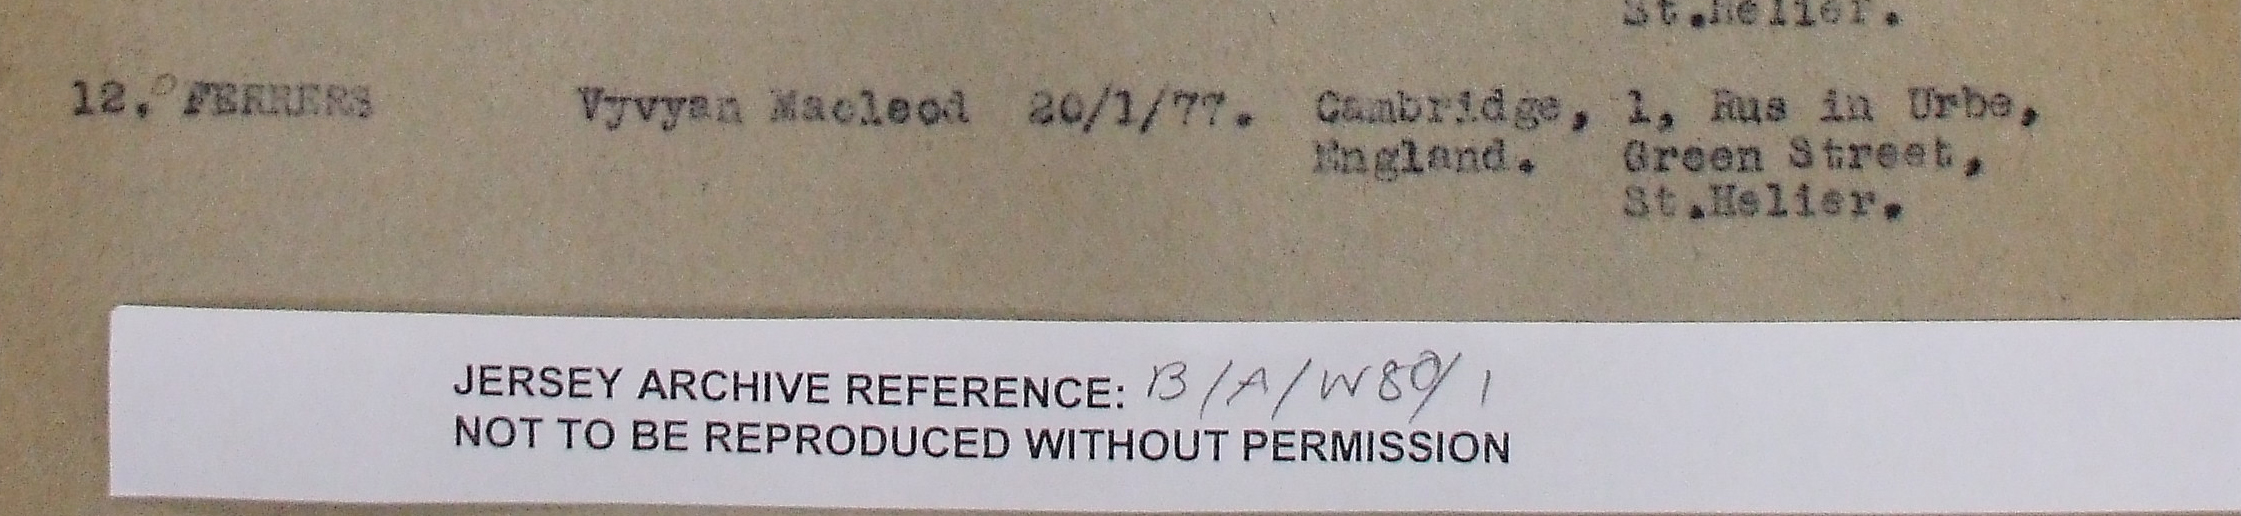 St.Helier.
12. FERRERS Vyvyan Macleod 20/1/77. Cambridge, 1, Rus in Urbe,
England. Green Street,
St.Helier.
JERSEY ARCHIVE REFERENCE: B/A/W80/1
NOT TO BE REPRODUCED WITHOUT PERMISSION